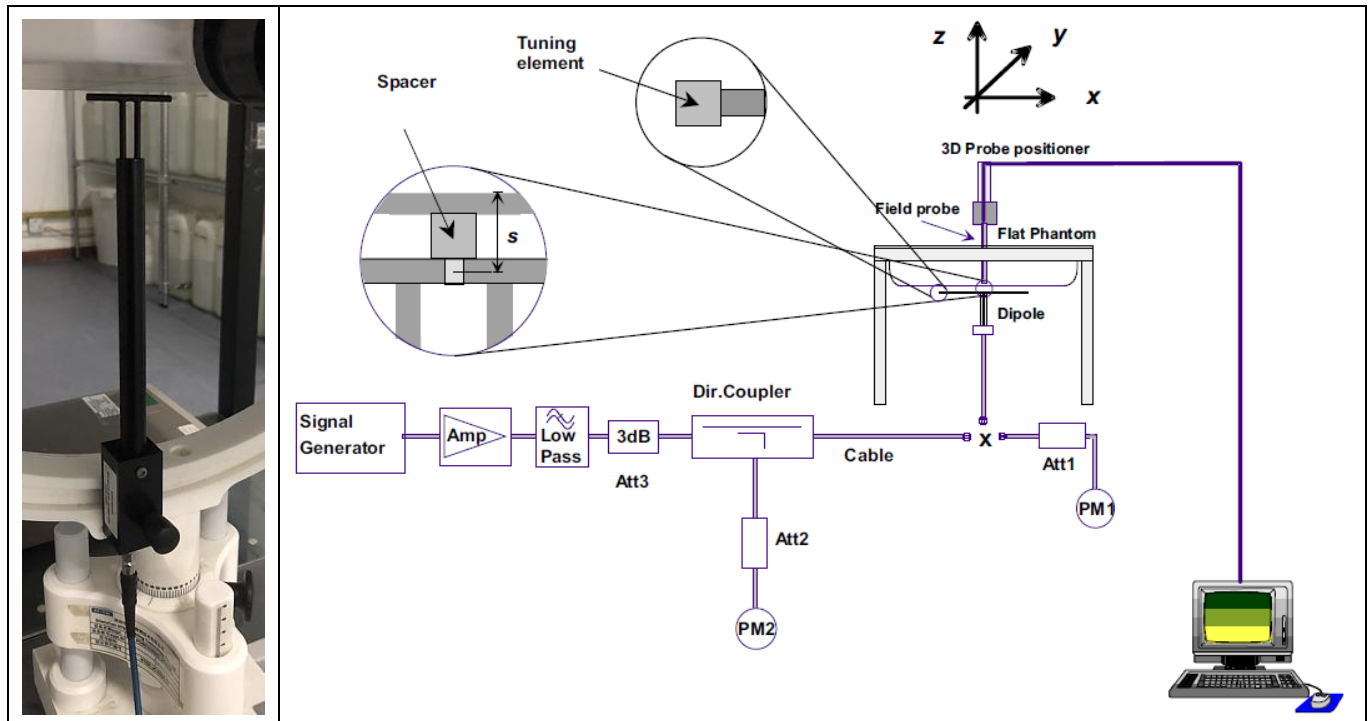 Tuning
element
Spacer
s
z
y
x
3D Probe positioner
Field probe
Flat Phantom
Dipole
Dir.Coupler
Signal
Generator
Amp
Low
Pass
3dB
Att3
Cable
x
Att1
PM1
Att2
PM2